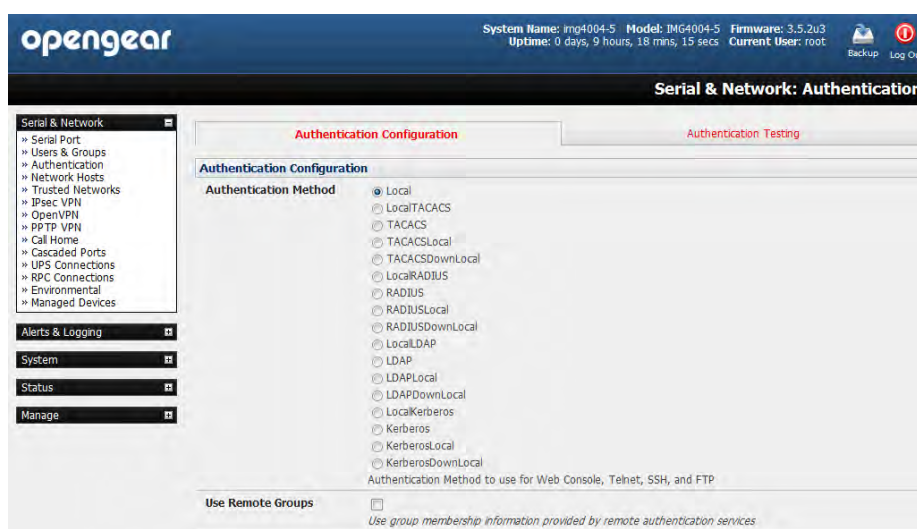 opengear
System Name: img4004-5 Model: IMG4004-5 Firmware: 3.5.2u3
Uptime: 0 days, 9 hours, 18 mins, 15 secs Current User: root
Backup
Log
Serial & Network: Authentication
Serial & Network
» Serial Port
» Users & Groups
» Authentication
» Network Hosts
» Trusted Networks
» IPsec VPN
» OpenVPN
» PPTP VPN
» Call Home
» Cascaded Ports
» UPS Connections
» RPC Connections
» Environmental
» Managed Devices
Alerts & Logging
System
Status
Manage
Authentication Configuration
Authentication Testing
Authentication Configuration
Authentication Method
Local
LocalTACACS
TACACS
TACACSLocal
TACACSDownLocal
LocalRADIUS
RADIUS
RADIUSLocal
RADIUSDownLocal
LocalLDAP
LDAP
LDAPLocal
LDAPDownLocal
LocalKerberos
Kerberos
KerberosLocal
KerberosDownLocal
Authentication Method to use for Web Console, Telnet, SSH, and FTP
Use Remote Groups
Use group membership information provided by remote authentication services